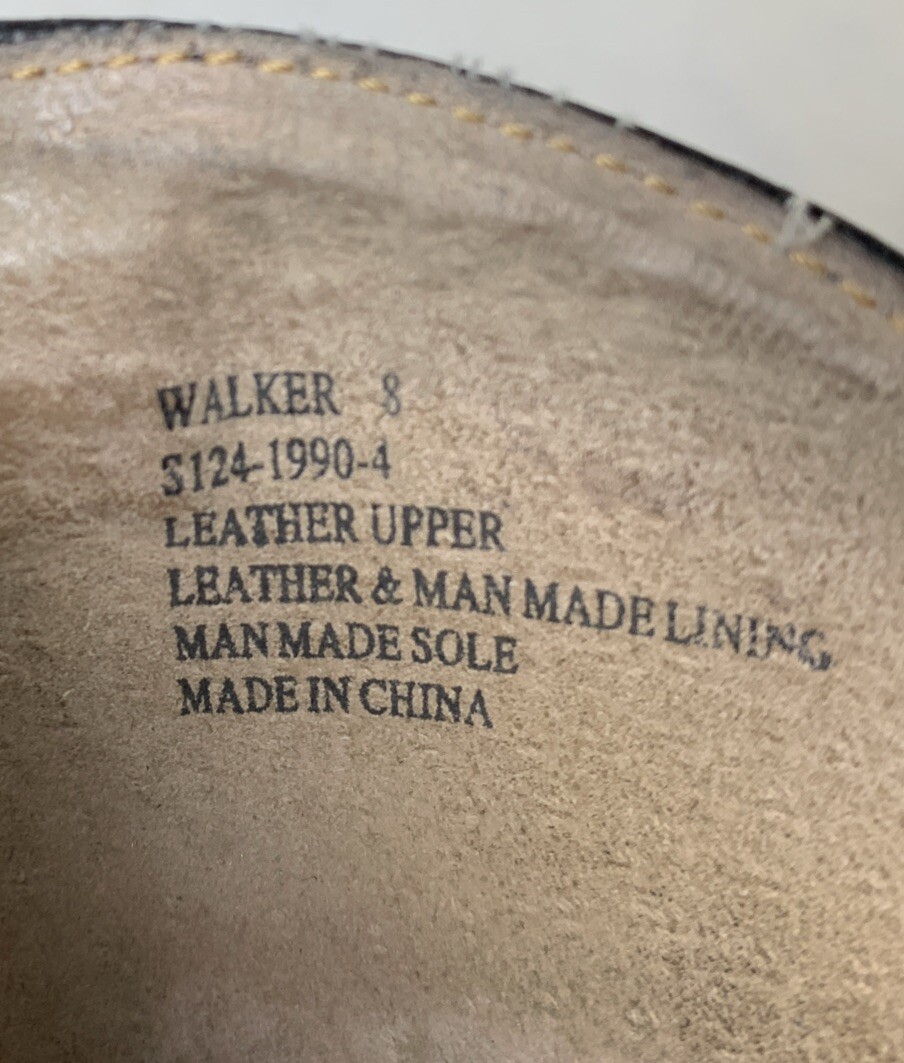 WALKER 8
S124-1990-4
LEATHER UPPER
LEATHER & MAN MADE LINING
MAN MADE SOLE
MADE IN CHINA